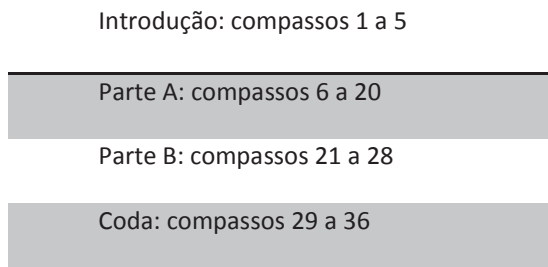 Introdução: compassos 1 a 5
Parte A: compassos 6 a 20
Parte B: compassos 21 a 28
Coda: compassos 29 a 36